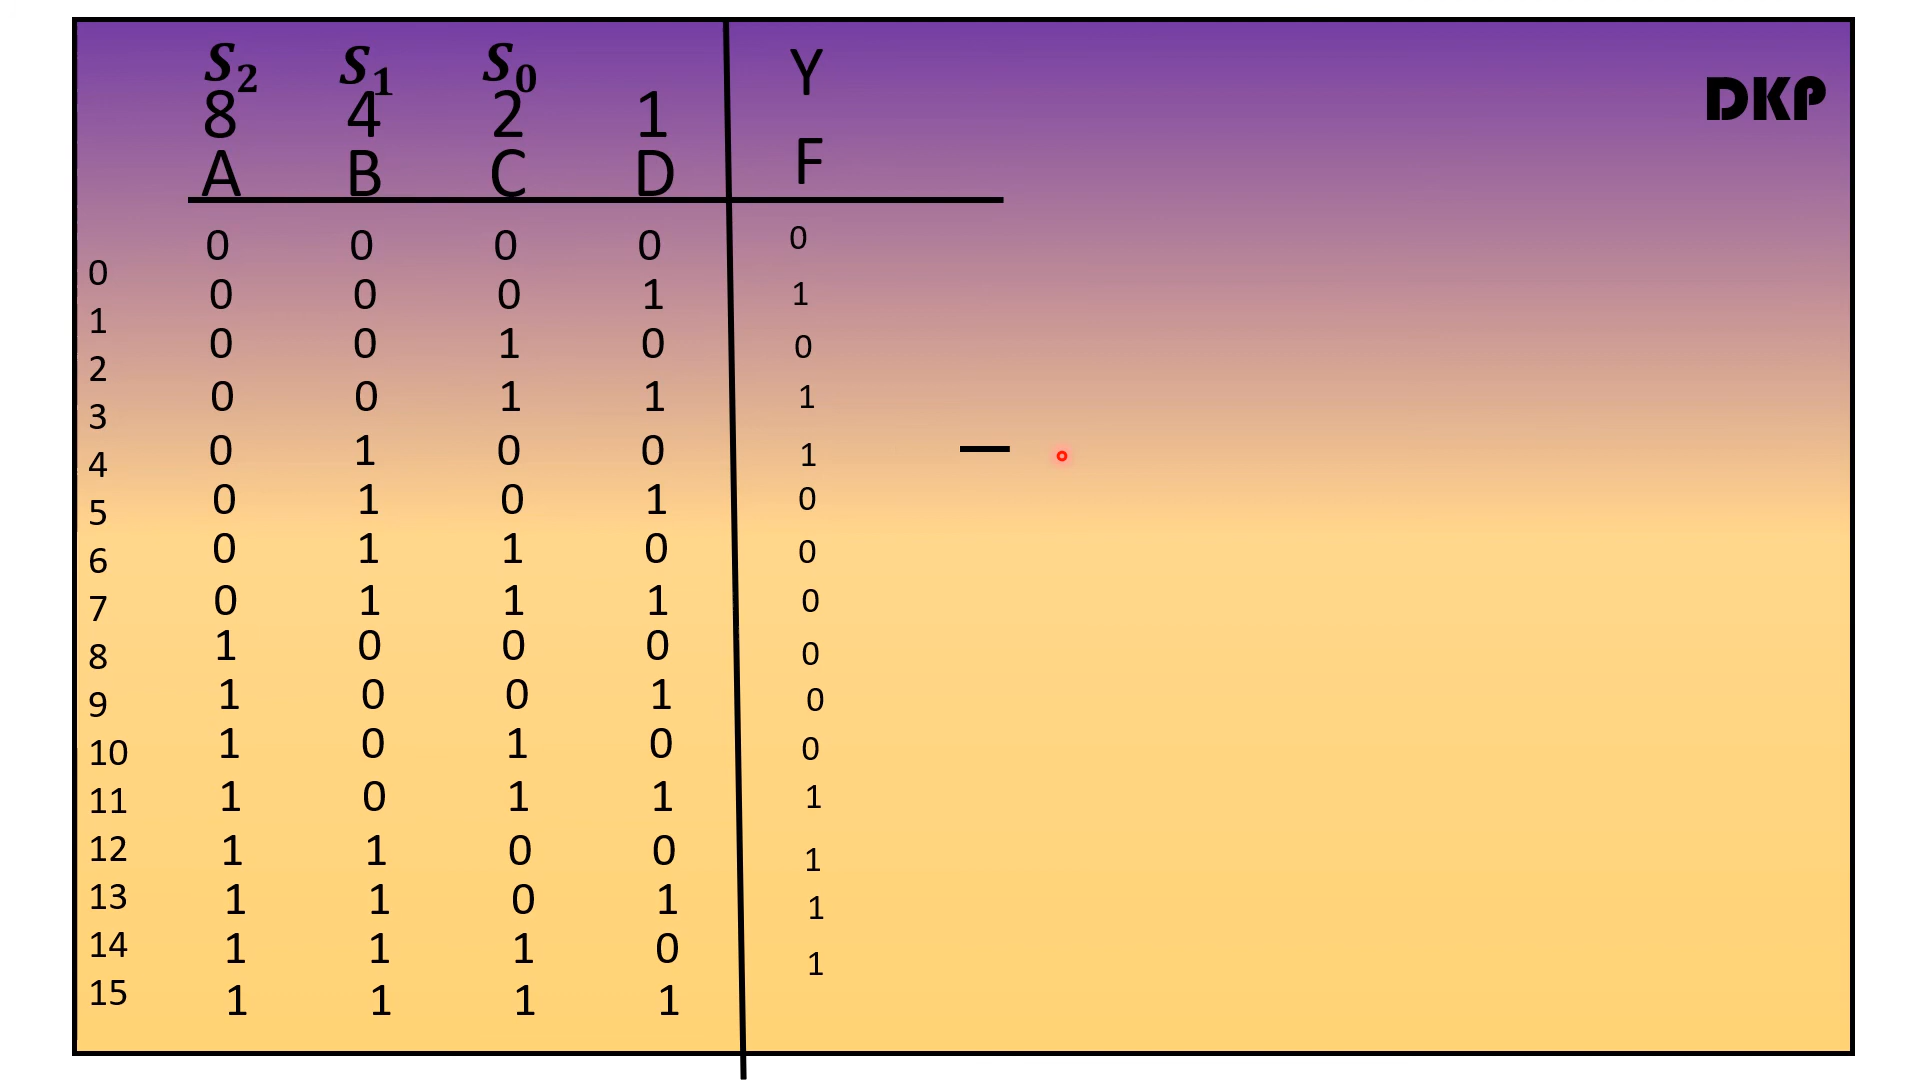 S2 S1 S0 Y
8 4 2 1
A B C D F
DKP
0 0 0 0 0 0
1 0 0 0 1 1
2 0 0 1 0 0
3 0 0 1 1 1
4 0 1 0 0 1 —
5 0 1 0 1 0
6 0 1 1 0 0
7 0 1 1 1 0
8 1 0 0 0 0
9 1 0 0 1 0
10 1 0 1 0 0
11 1 0 1 1 1
12 1 1 0 0 1
13 1 1 0 1 1
14 1 1 1 0 1
15 1 1 1 1